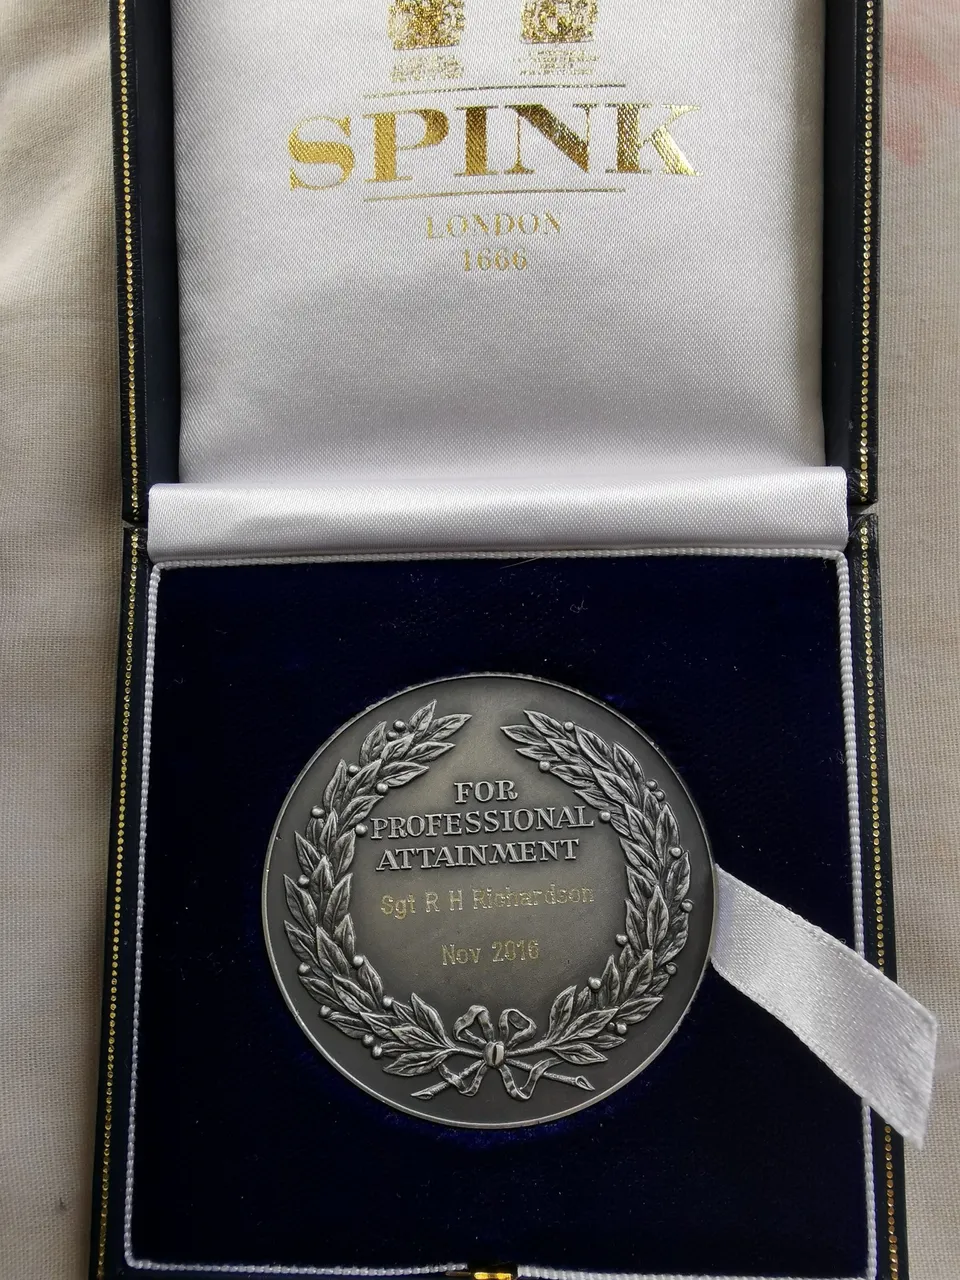 SPINK
LONDON
1666
FOR
PROFESSIONAL
ATTAINMENT
Sgt R H Richardson
Nov 2016